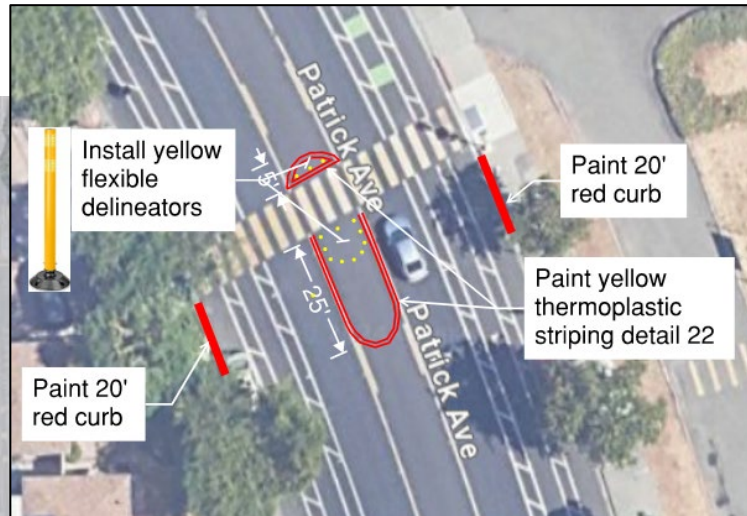 Patrick Ave
Install yellow
flexible
delineators
5'
Paint 20'
red curb
25'
Paint yellow
thermoplastic
striping detail 22
Paint 20'
red curb
Patrick Ave